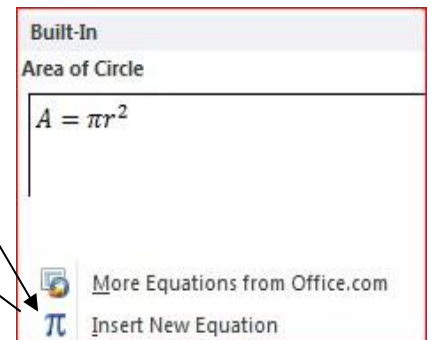 Built-In
Area of Circle
A = πr²
More Equations from Office.com
π Insert New Equation